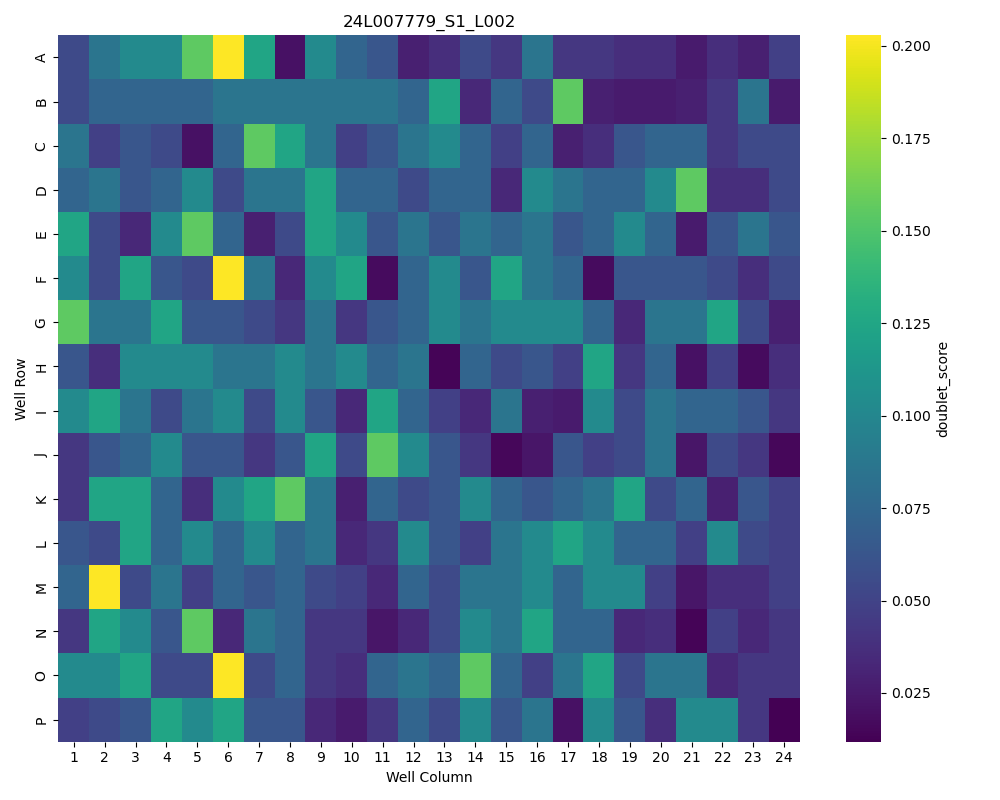 24L007779_S1_L002
A
B
C
D
E
F
G
H
I
J
K
L
M
N
O
P
Well Row
1 2 3 4 5 6 7 8 9 10 11 12 13 14 15 16 17 18 19 20 21 22 23 24
Well Column
0.200
0.175
0.150
0.125
0.100
0.075
0.050
0.025
doublet_score